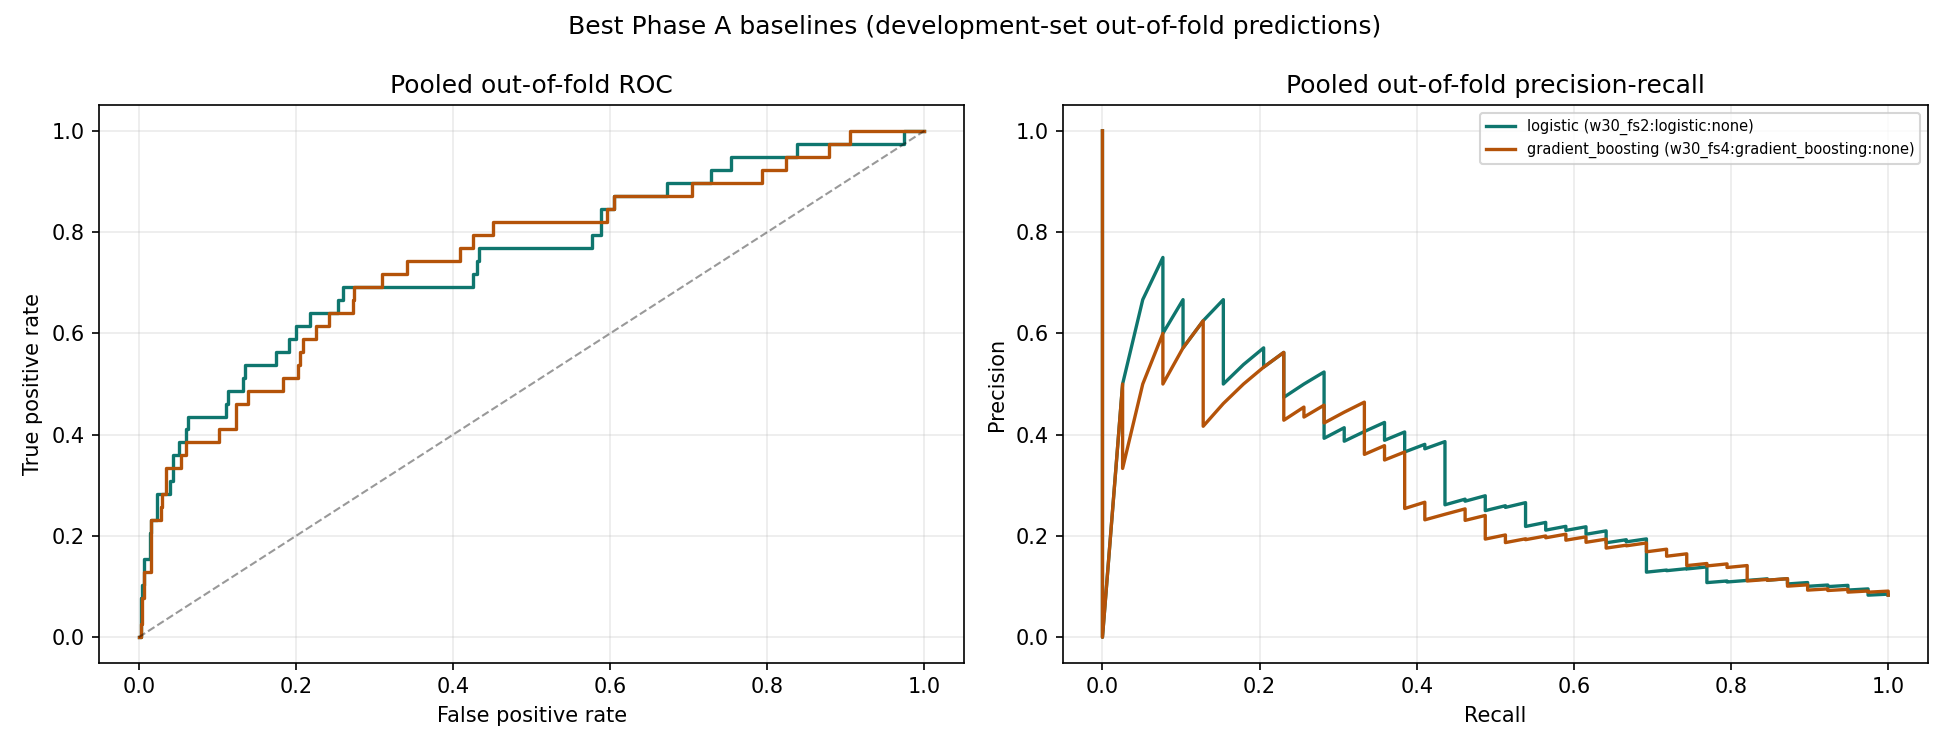 Best Phase A baselines (development-set out-of-fold predictions)
Pooled out-of-fold ROC
True positive rate
1.0
0.8
0.6
0.4
0.2
0.0
0.0 0.2 0.4 0.6 0.8 1.0
False positive rate
Pooled out-of-fold precision-recall
logistic (w30_fs2:logistic:none)
gradient_boosting (w30_fs4:gradient_boosting:none)
Precision
1.0
0.8
0.6
0.4
0.2
0.0
0.0 0.2 0.4 0.6 0.8 1.0
Recall